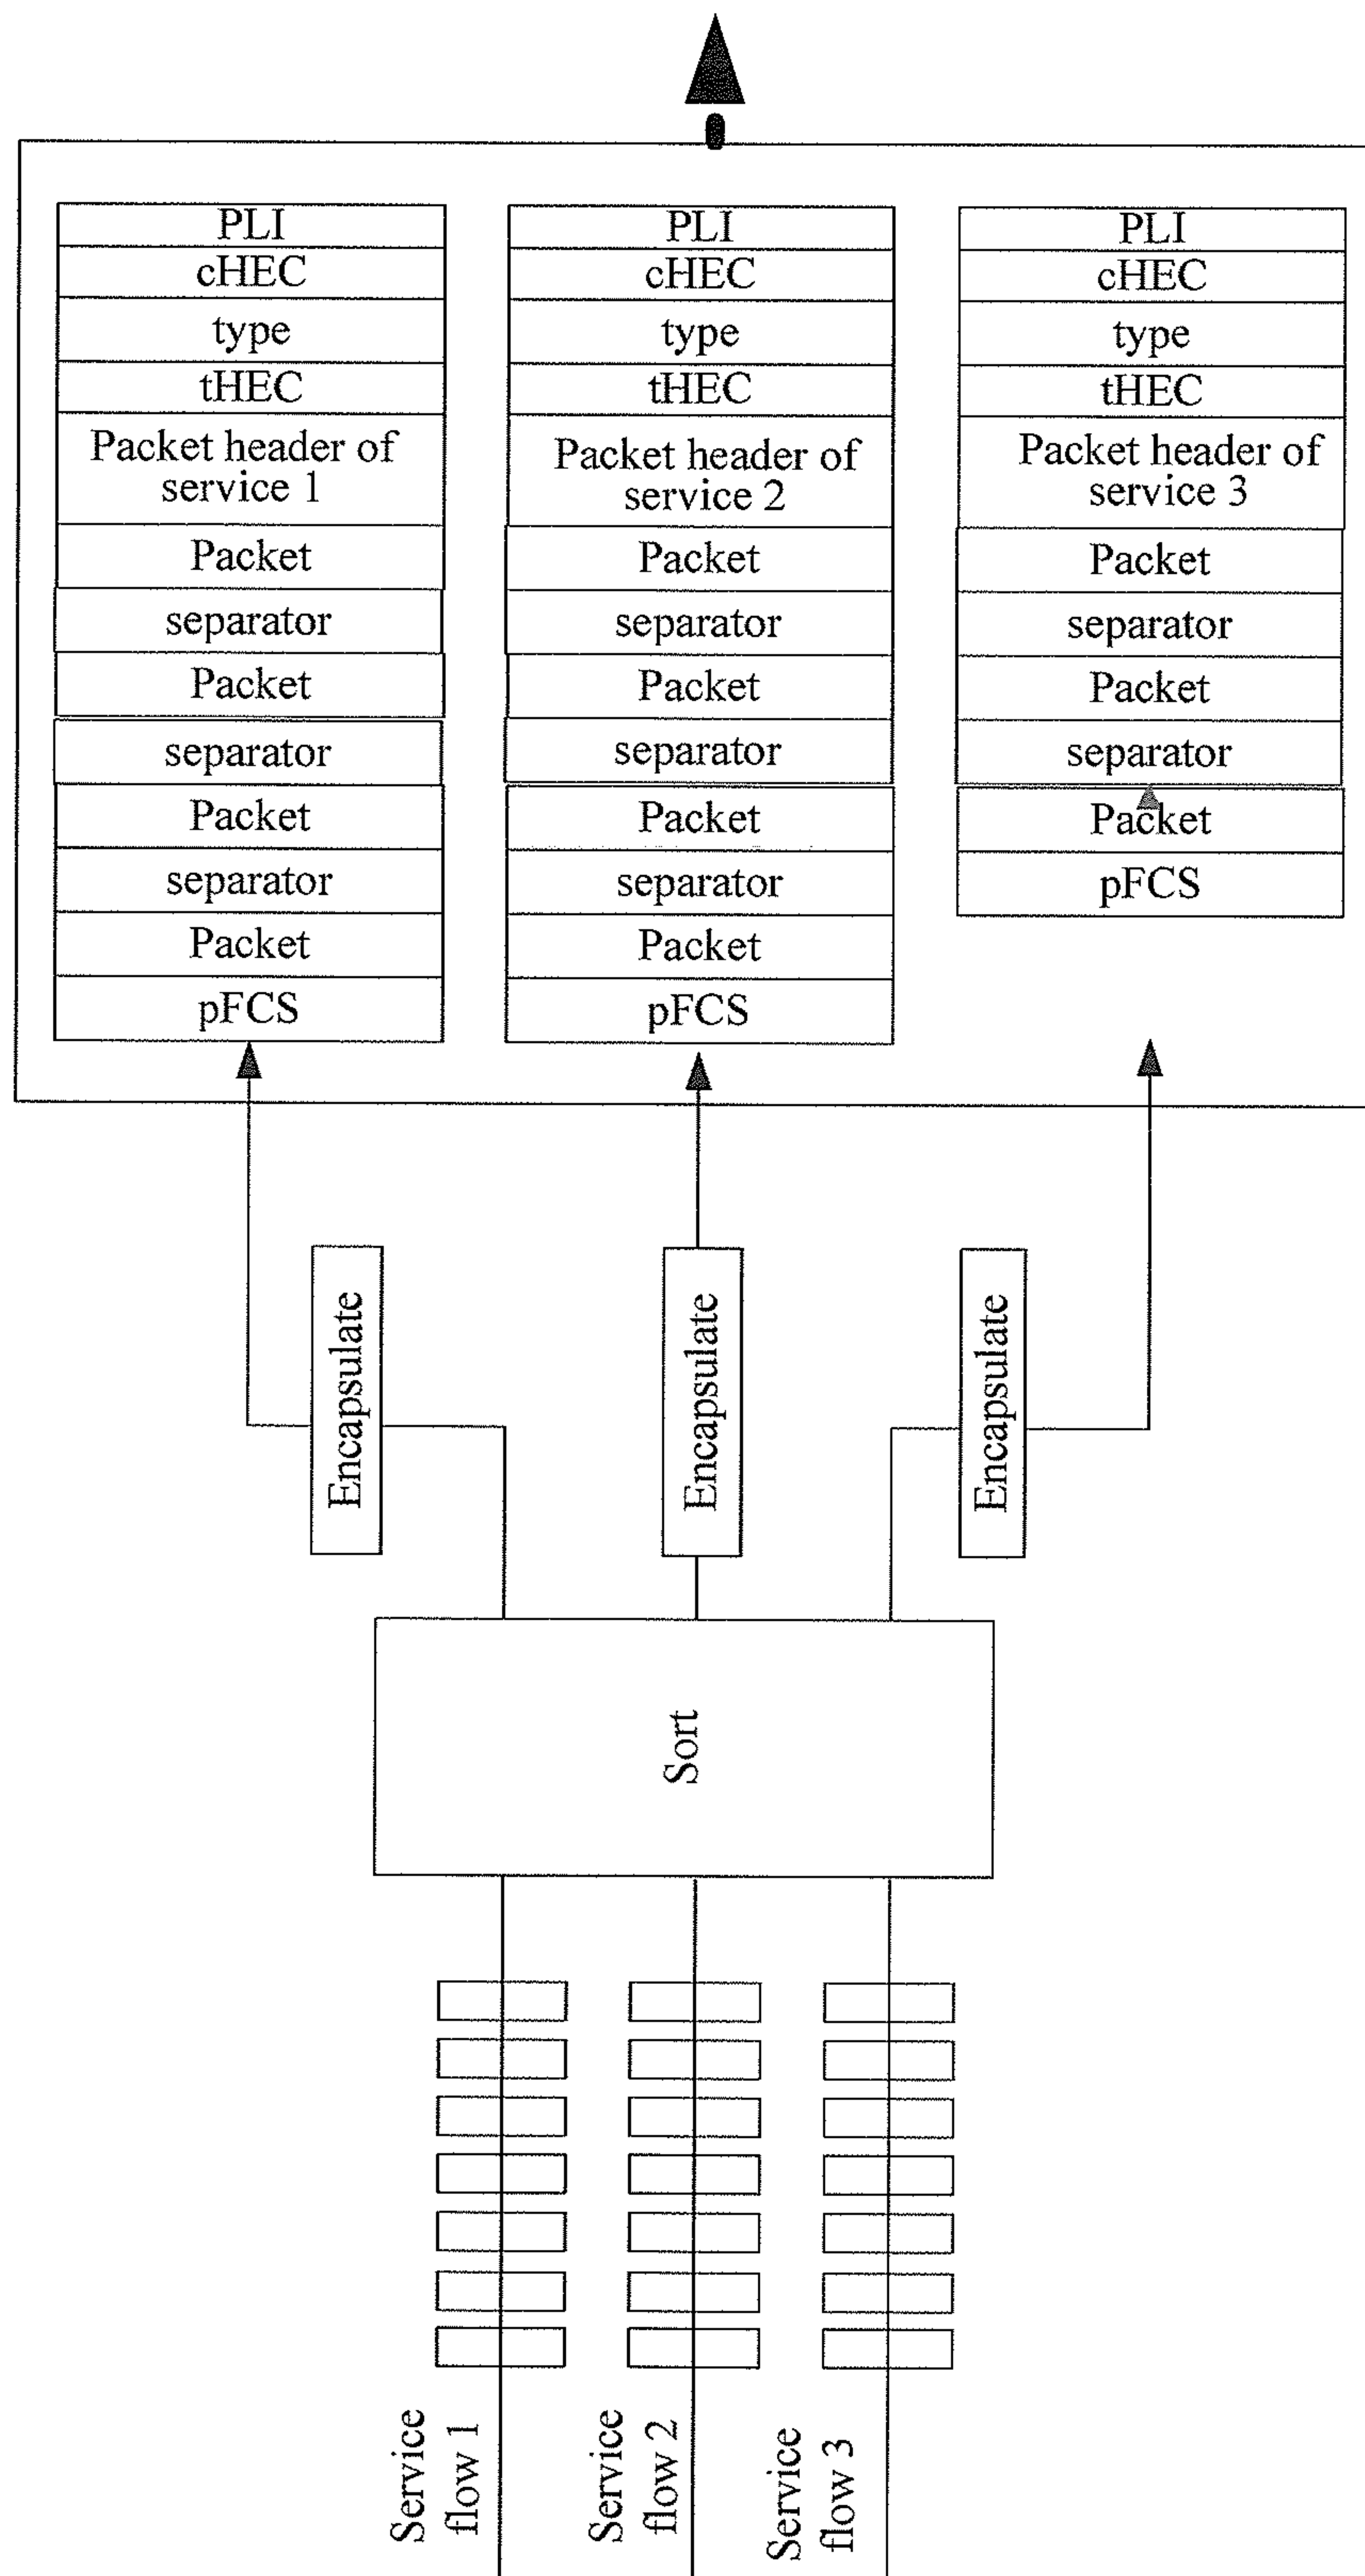 PLI
cHEC
type
tHEC
Packet header of
service 1
Packet
separator
Packet
separator
Packet
separator
Packet
pFCS
PLI
cHEC
type
tHEC
Packet header of
service 2
Packet
separator
Packet
separator
Packet
separator
Packet
pFCS
PLI
cHEC
type
tHEC
Packet header of
service 3
Packet
separator
Packet
separator
Packet
pFCS
Encapsulate
Encapsulate
Encapsulate
Sort
Service
flow 1
Service
flow 2
Service
flow 3